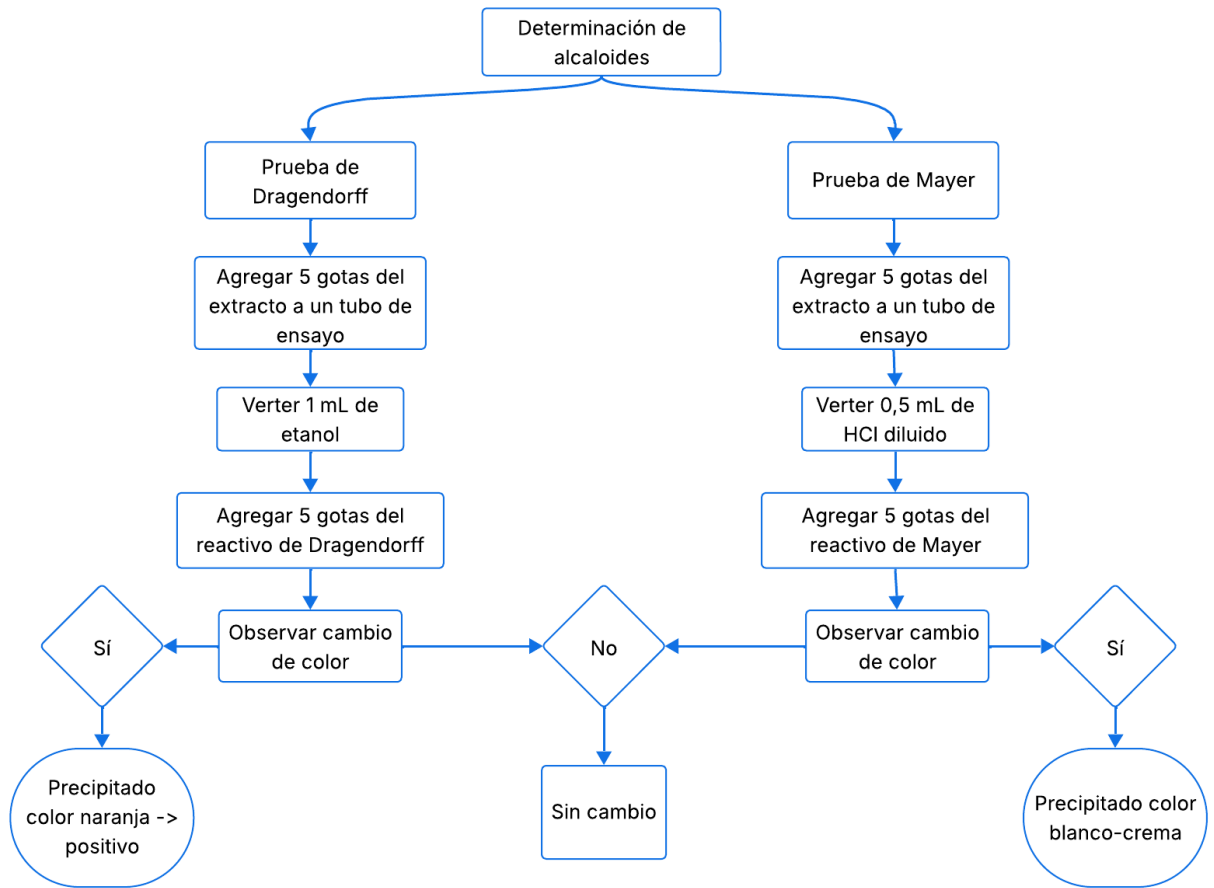 Determinación de
alcaloides
Prueba de
Dragendorff
Prueba de Mayer
Agregar 5 gotas del
extracto a un tubo de
ensayo
Agregar 5 gotas del
extracto a un tubo de
ensayo
Verter 1 mL de
etanol
Verter 0,5 mL de
HCl diluido
Agregar 5 gotas del
reactivo de Dragendorff
Agregar 5 gotas del
reactivo de Mayer
Sí
Observar cambio
de color
No
Observar cambio
de color
Sí
Precipitado
color naranja ->
positivo
Sin cambio
Precipitado color
blanco-crema